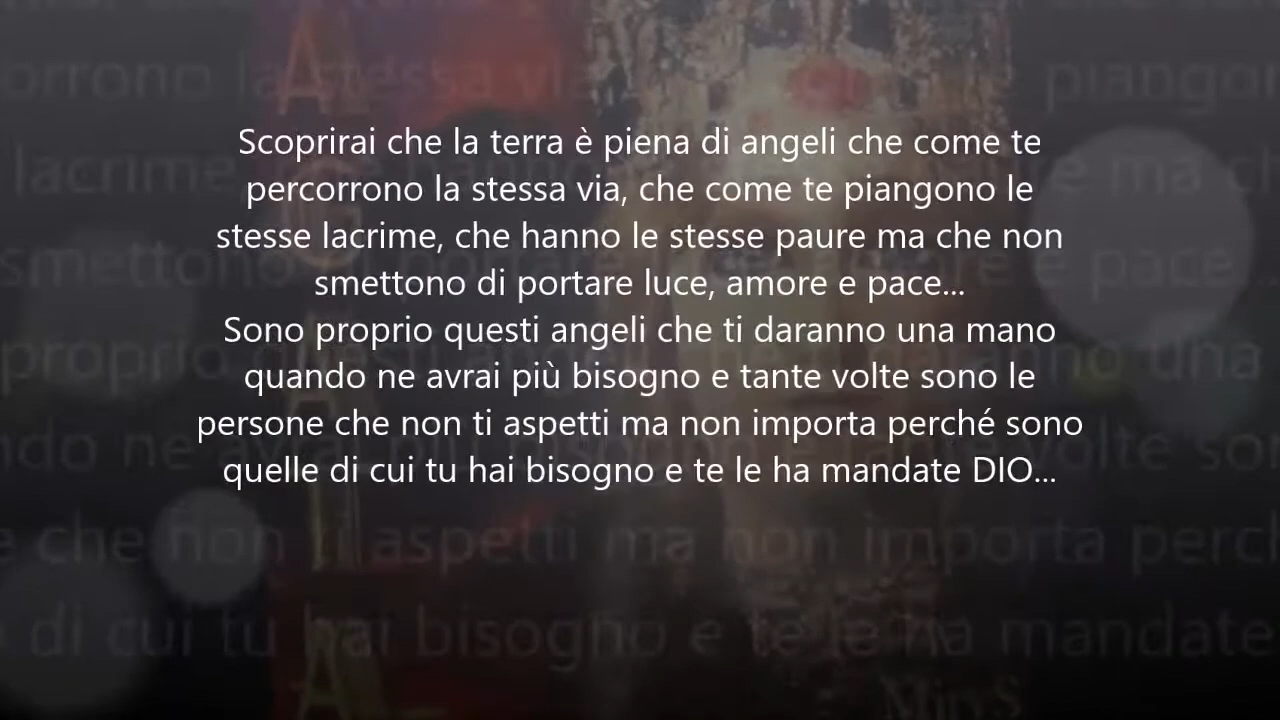 Scoprirai che la terra è piena di angeli che come te
percorrono la stessa via, che come te piangono le
stesse lacrime, che hanno le stesse paure ma che non
smettono di portare luce, amore e pace...
Sono proprio questi angeli che ti daranno una mano
quando ne avrai più bisogno e tante volte sono le
persone che non ti aspetti ma non importa perché sono
quelle di cui tu hai bisogno e te le ha mandate DIO...